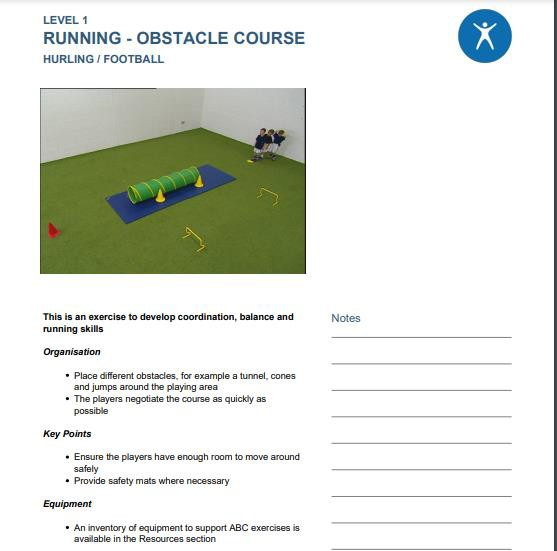 LEVEL 1
RUNNING - OBSTACLE COURSE
HURLING / FOOTBALL
This is an exercise to develop coordination, balance and
running skills
Organisation
• Place different obstacles, for example a tunnel, cones
and jumps around the playing area
• The players negotiate the course as quickly as
possible
Key Points
• Ensure the players have enough room to move around
safely
• Provide safety mats where necessary
Equipment
• An inventory of equipment to support ABC exercises is
available in the Resources section
Notes